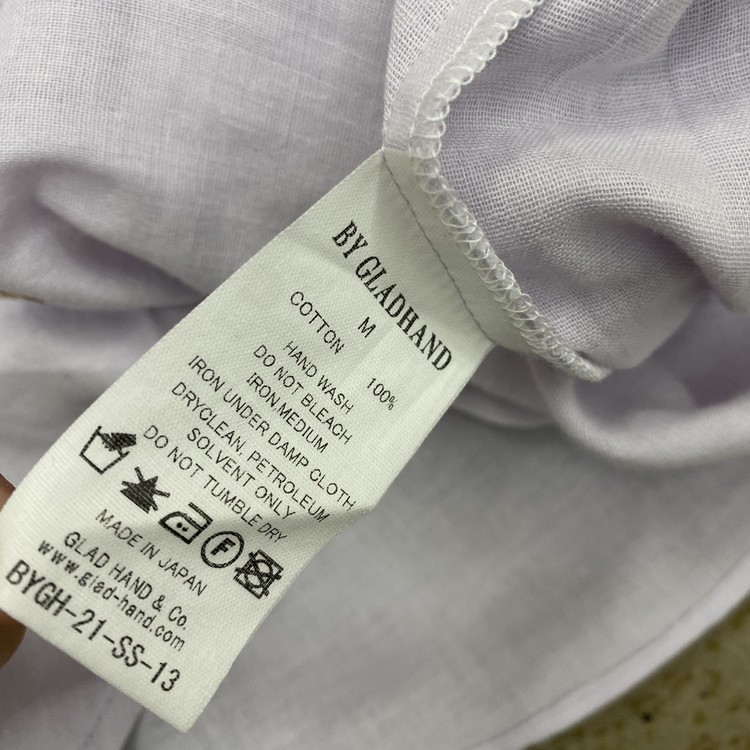 BY GLADHAND
M
COTTON 100%
HAND WASH
DO NOT BLEACH
IRON,MEDIUM
IRON UNDER DAMP CLOTH
DRYCLEAN, PETROLEUM
SOLVENT ONLY
DO NOT TUMBLE DRY
F
MADE IN JAPAN
GLAD HAND & Co.
www.glad-hand.com
BYGH-21-SS-13